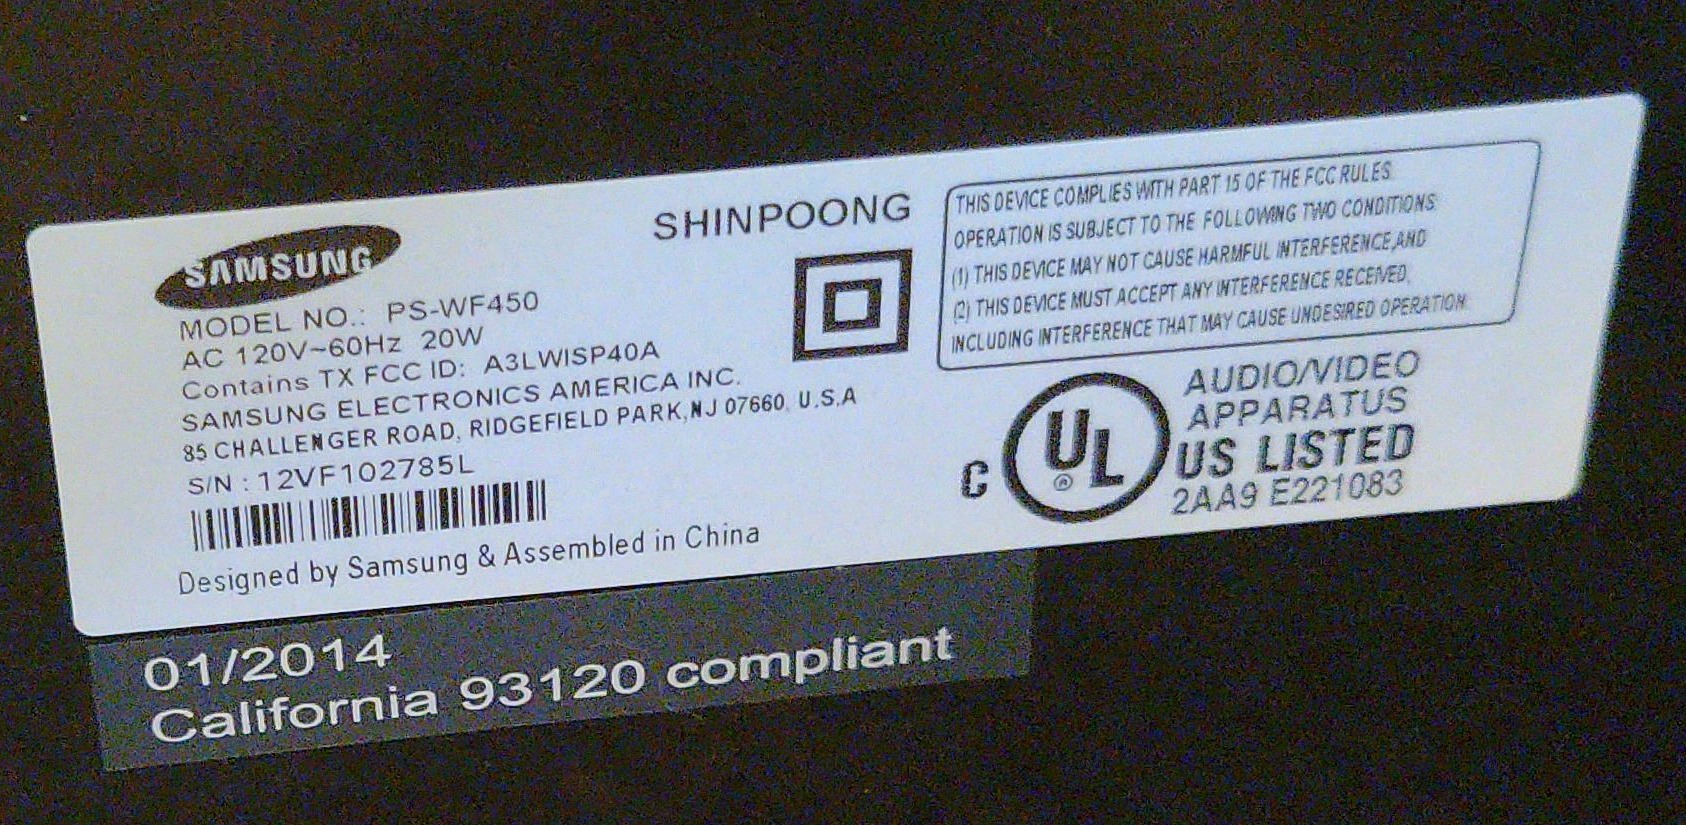 SAMSUNG
MODEL NO.: PS-WF450
AC 120V~60Hz 20W
Contains TX FCC ID: A3LWISP40A
SAMSUNG ELECTRONICS AMERICA INC.
85 CHALLENGER ROAD, RIDGEFIELD PARK,NJ 07660. U.S.A
S/N : 12VF102785L
Designed by Samsung & Assembled in China
SHINPOONG
THIS DEVICE COMPLIES WITH PART 15 OF THE FCC RULES.
OPERATION IS SUBJECT TO THE FOLLOWING TWO CONDITIONS:
(1) THIS DEVICE MAY NOT CAUSE HARMFUL INTERFERENCE,AND
(2) THIS DEVICE MUST ACCEPT ANY INTERFERENCE RECEIVED,
INCLUDING INTERFERENCE THAT MAY CAUSE UNDESIRED OPERATION.
C UL ®
AUDIO/VIDEO
APPARATUS
US LISTED
2AA9 E221083
01/2014
California 93120 compliant